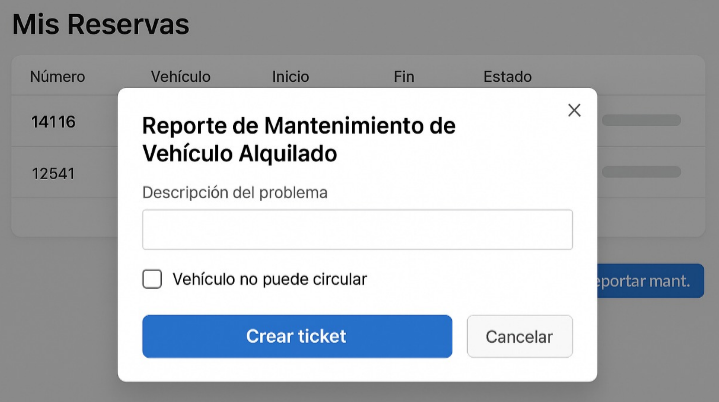 Mis Reservas
Número Vehículo Inicio Fin Estado
14116
12541
Reporte de Mantenimiento de
Vehículo Alquilado
Descripción del problema
Vehículo no puede circular
Crear ticket Cancelar
mant.